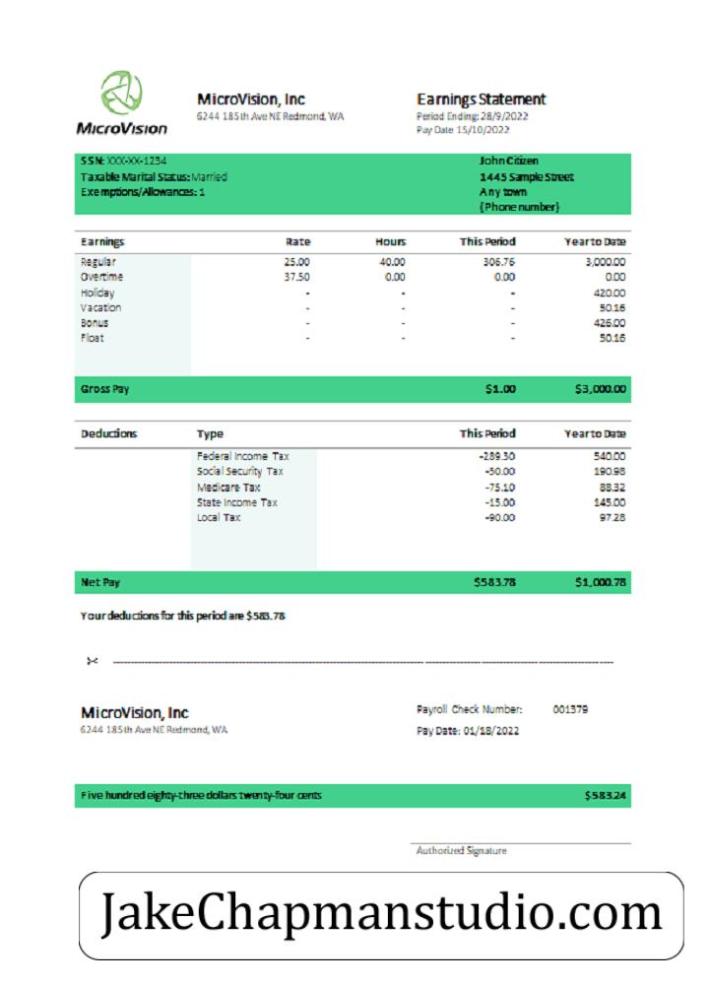 MicroVision
MicroVision, Inc
6244 185th Ave NE Redmond, WA
Earnings Statement
Period Ending: 28/9/2022
Pay Date 15/10/2022
SSN: XXX-XX-1234
Taxable Marital Status: Married
Exemptions/Allowances: 1
John Citizen
1445 Sample Street
Any town
{Phone number}
Earnings Rate Hours This Period Year to Date
Regular 25.00 40.00 306.76 3,000.00
Overtime 37.50 0.00 0.00 0.00
Holiday - - - 420.00
Vacation - - - 50.16
Bonus - - - 426.00
Float - - - 50.16
Gross Pay $1.00 $3,000.00
Deductions Type This Period Year to Date
Federal Income Tax -289.30 540.00
Social Security Tax -50.00 190.98
Medicare Tax -75.10 88.32
State Income Tax -15.00 145.00
Local Tax -90.00 97.28
Net Pay $583.78 $1,000.78
Your deductions for this period are $583.78
MicroVision, Inc
6244 185th Ave NE Redmond, WA
Payroll Check Number: 001379
Pay Date: 01/18/2022
Five hundred eighty-three dollars twenty-four cents $583.24
Authorized Signature
JakeChapmanstudio.com